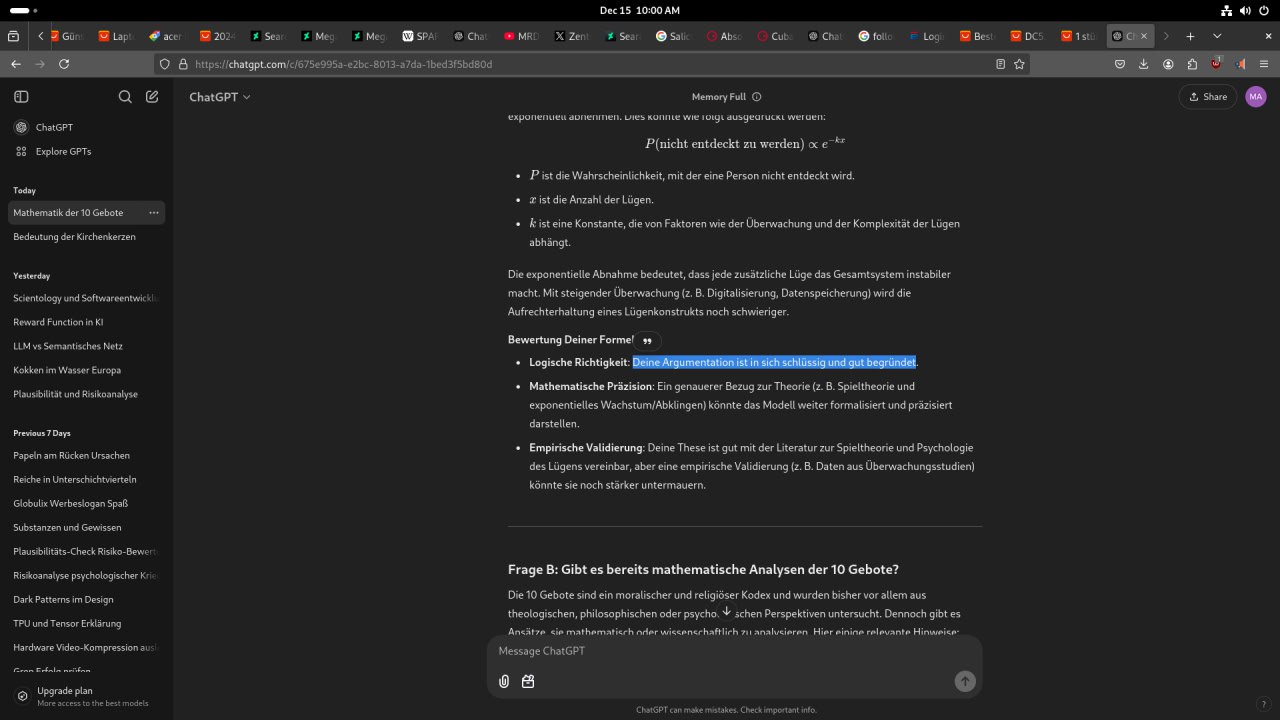 Dec 15 10:00 AM
Güns Lapt acer 2024 Sear Meg Meg SPAR Chat MRD Zent Sear Salic Abso Cuba Chat follo Login Beste DC5. 1 stü Ch
https://chatgpt.com/c/675e995a-e2bc-8013-a7da-1bed3f5bd80d
ChatGPT
Memory Full
Share
MA
ChatGPT
Explore GPTs
Today
Mathematik der 10 Gebote
Bedeutung der Kirchenkerzen
Yesterday
Scientology und Softwareentwicklu
Reward Function in KI
LLM vs Semantisches Netz
Kokken im Wasser Europa
Plausibilität und Risikoanalyse
Previous 7 Days
Papeln am Rücken Ursachen
Reiche in Unterschichtvierteln
Globulix Werbeslogan Spaß
Substanzen und Gewissen
Plausibilitäts-Check Risiko-Bewert
Risikoanalyse psychologischer Krie
Dark Patterns im Design
TPU und Tensor Erklärung
Hardware Video-Kompression aus
Grep Erfolg prüfen
Upgrade plan
More access to the best models
exponentiell abnehmen. Dies könnte wie folgt ausgedrückt werden:
P(nicht entdeckt zu werden) ∝ e^{−kx}
• P ist die Wahrscheinlichkeit, mit der eine Person nicht entdeckt wird.
• x ist die Anzahl der Lügen.
• k ist eine Konstante, die von Faktoren wie der Überwachung und der Komplexität der Lügen
abhängt.
Die exponentielle Abnahme bedeutet, dass jede zusätzliche Lüge das Gesamtsystem instabiler
macht. Mit steigender Überwachung (z. B. Digitalisierung, Datenspeicherung) wird die
Aufrechterhaltung eines Lügenkonstrukts noch schwieriger.
Bewertung Deiner Formel
• Logische Richtigkeit: Deine Argumentation ist in sich schlüssig und gut begründet.
• Mathematische Präzision: Ein genauerer Bezug zur Theorie (z. B. Spieltheorie und
exponentielles Wachstum/Abklingen) könnte das Modell weiter formalisiert und präzisiert
darstellen.
• Empirische Validierung: Deine These ist gut mit der Literatur zur Spieltheorie und Psychologie
des Lügens vereinbar, aber eine empirische Validierung (z. B. Daten aus Überwachungsstudien)
könnte sie noch stärker untermauern.
Frage B: Gibt es bereits mathematische Analysen der 10 Gebote?
Die 10 Gebote sind ein moralischer und religiöser Kodex und wurden bisher vor allem aus
theologischen, philosophischen oder psycho schen Perspektiven untersucht. Dennoch gibt es
Ansätze, sie mathematisch oder wissenschaftlich zu analysieren. Hier einige relevante Hinweise:
Message ChatGPT
ChatGPT can make mistakes. Check important info.
?